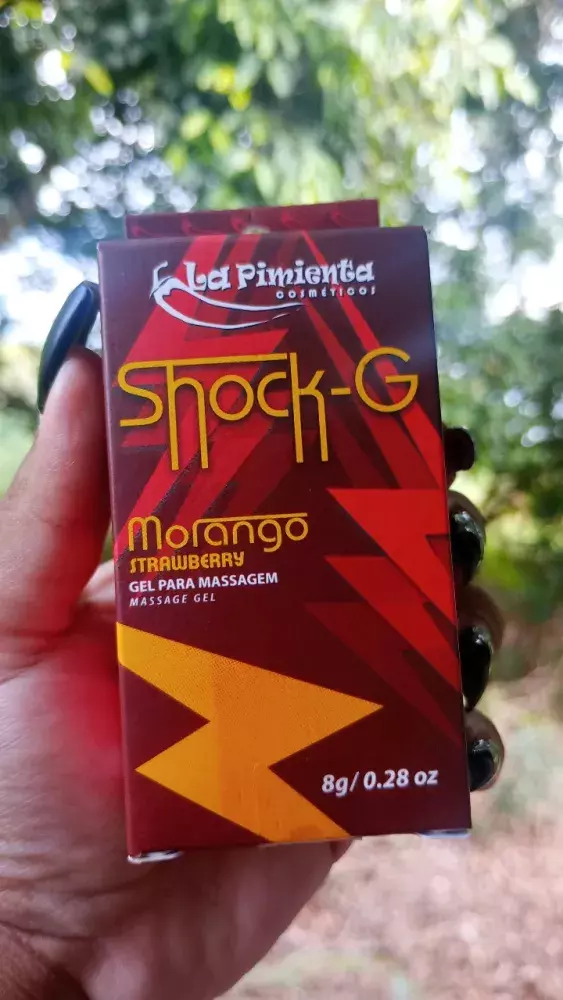 La Pimienta
COSMÉTICOS
Shock-G
Morango
STRAWBERRY
GEL PARA MASSAGEM
MASSAGE GEL
8g/ 0.28 oz